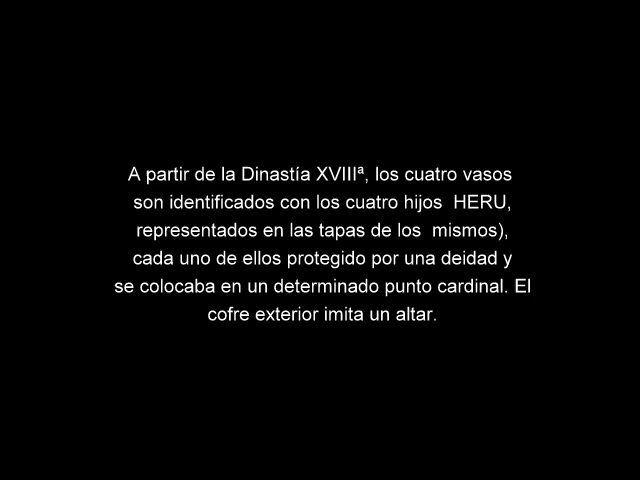 A partir de la Dinastía XVIIIª, los cuatro vasos
son identificados con los cuatro hijos  HERU,
representados en las tapas de los  mismos),
cada uno de ellos protegido por una deidad y
se colocaba en un determinado punto cardinal. El
cofre exterior imita un altar.